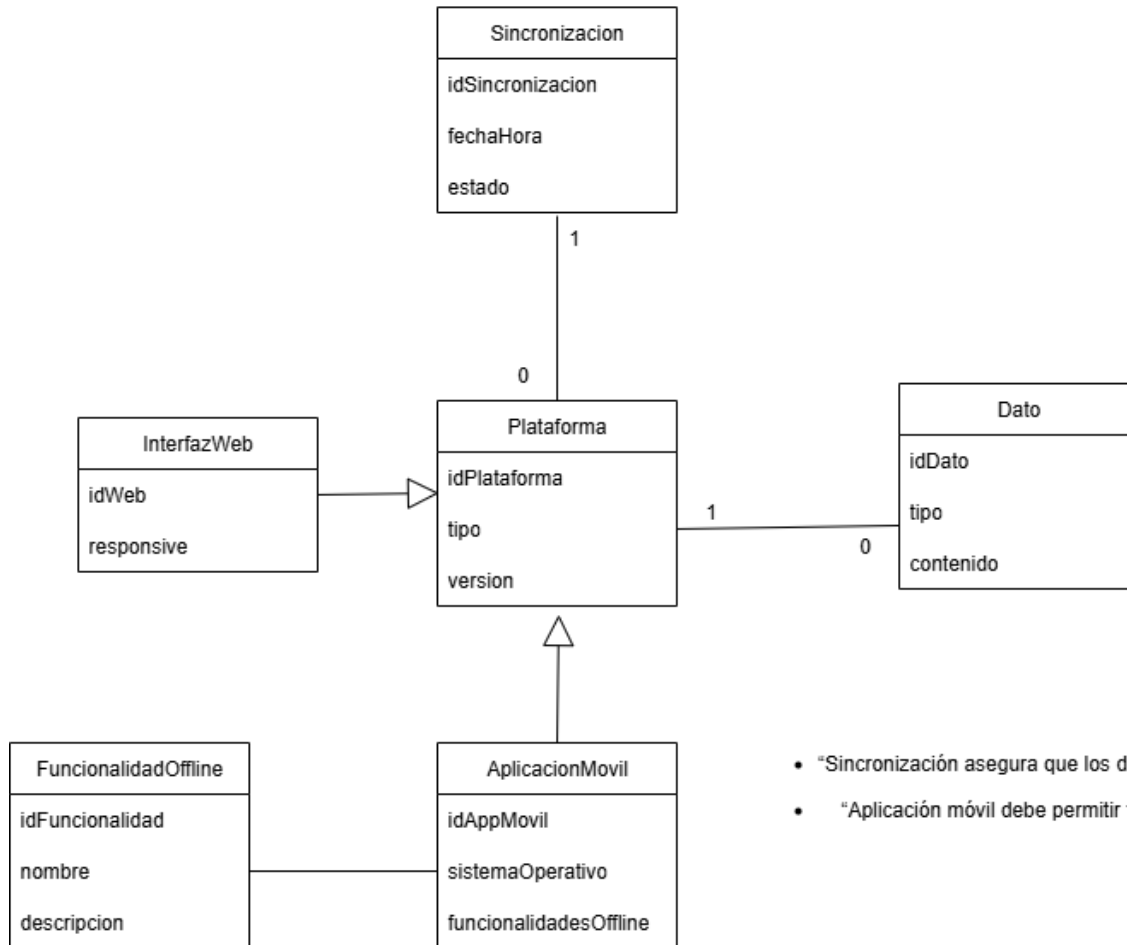 Sincronizacion
idSincronizacion
fechaHora
estado
1
0
InterfazWeb
idWeb
responsive
Plataforma
idPlataforma
tipo
version
1
0
Dato
idDato
tipo
contenido
FuncionalidadOffline
idFuncionalidad
nombre
descripcion
AplicacionMovil
idAppMovil
sistemaOperativo
funcionalidadesOffline
• “Sincronización asegura que los
• “Aplicación móvil debe permitir